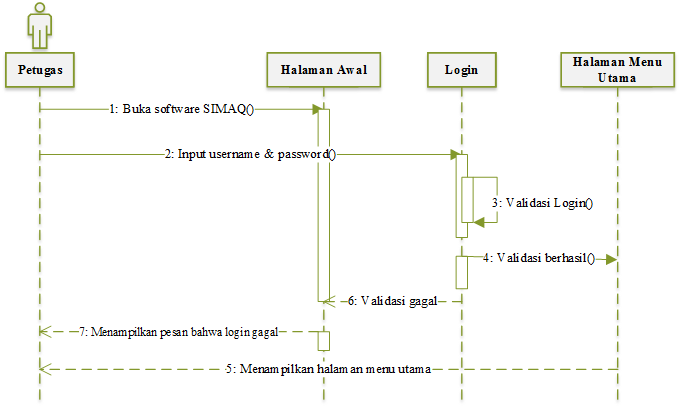 Petugas
Halaman Awal
Login
Halaman Menu
Utama
1: Buka software SIMAQ()
2: Input username & password()
3: Validasi Login()
4: Validasi berhasil()
6: Validasi gagal
7: Menampilkan pesan bahwa login gagal
5: Menampilkan halaman menu utama